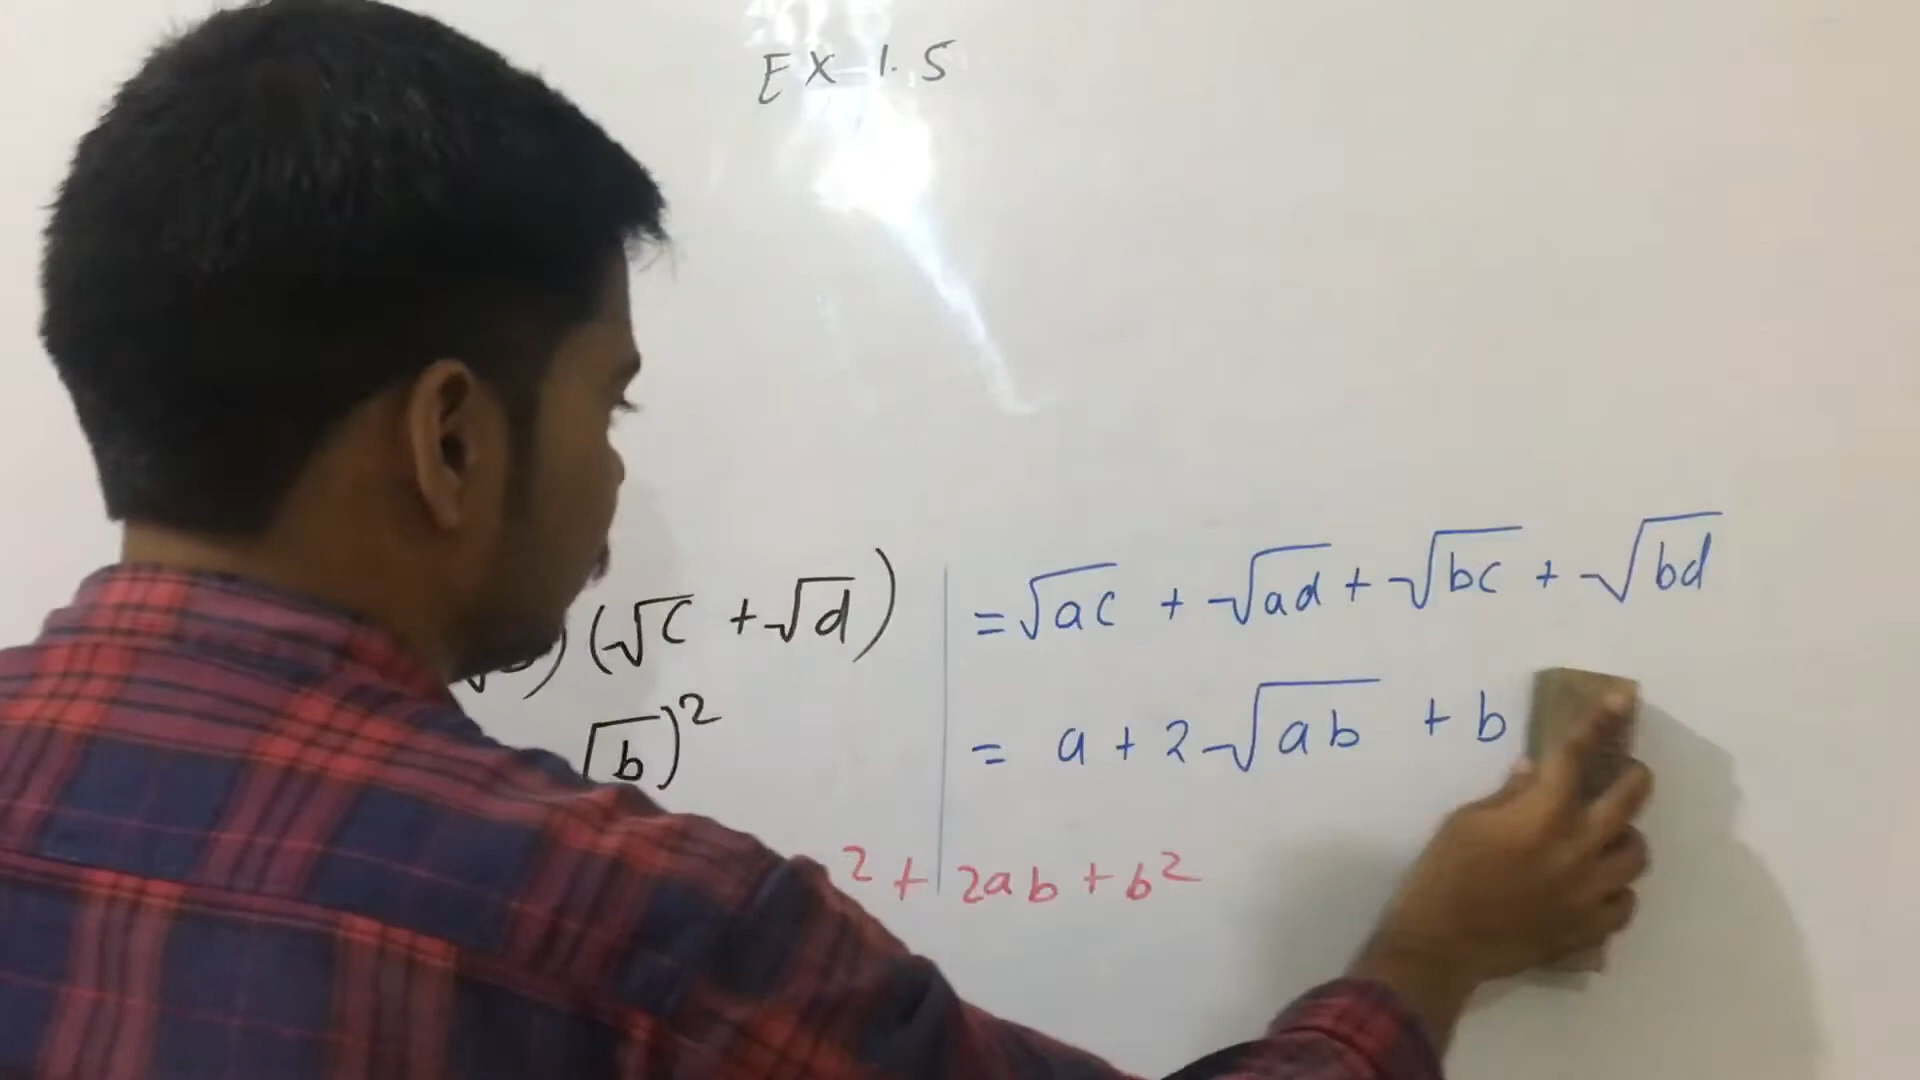 EX 1.5
) (√c + √d) = √ac + √ad + √bc + √bd
√b)² = a + 2√ab + b
² + 2ab + b²